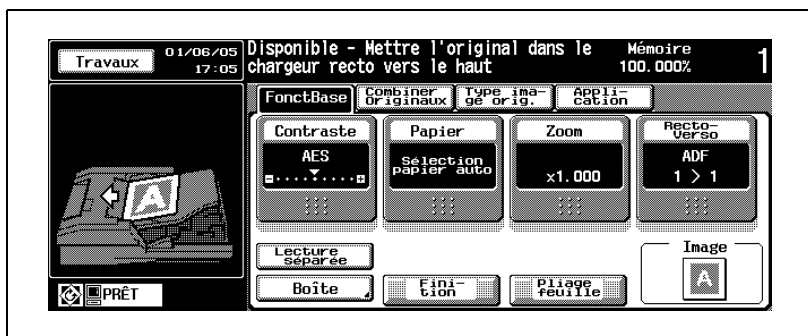 Travaux
01/06/05
17:05
Disponible - Mettre l'original dans le
chargeur recto vers le haut
Mémoire
100.000%
1
FonctBase
Combiner
Originaux
Type ima-
ge orig.
Appli-
cation
Contraste
AES
Papier
Sélection
papier auto
Zoom
×1.000
Recto-
Verso
ADF
1 > 1
A
Lecture
séparée
Boîte
Fini-
tion
Pliage
feuille
Image
A
PRÊT